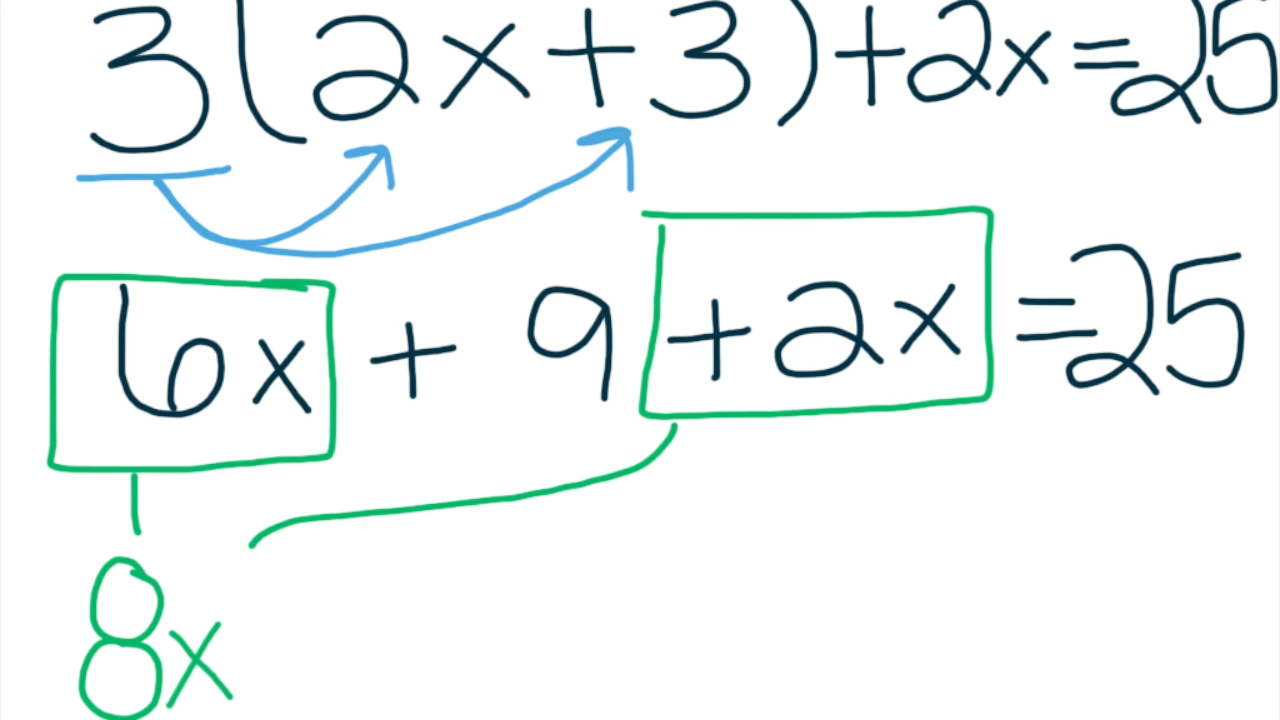 3(2x+3)+2x=25
6x + 9 +2x =25
8x